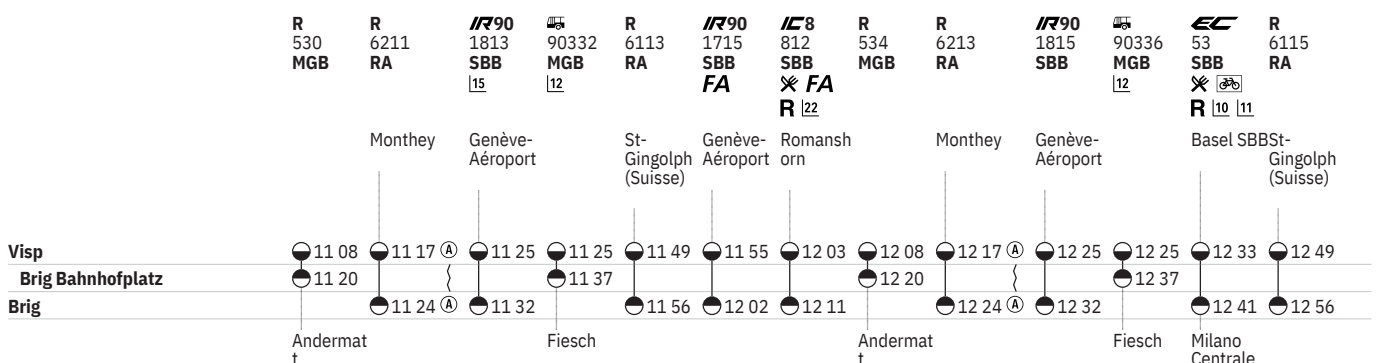 R R IR90 R IR90 IC8 R R IR90 EC R
530 6211 1813 90332 6113 1715 812 534 6213 1815 90336 53 6115
MGB RA SBB MGB RA SBB SBB MGB RA SBB MGB SBB RA
15 12 FA FA 12
R 22 R 10 11
Monthey Genève- St- Genève- Romansh Monthey Genève- Basel SBB St-
Aéroport Gingolph Aéroport orn Aéroport Gingolph
(Suisse) (Suisse)
Visp 11 08 11 17 A 11 25 11 25 11 49 11 55 12 03 12 08 12 17 A 12 25 12 25 12 33 12 49
Brig Bahnhofplatz 11 20 11 37 12 20 12 37
Brig 11 24 A 11 32 11 56 12 02 12 11 12 24 A 12 32 12 41 12 56
Andermat Fiesch Andermat Fiesch Milano
t t Centrale